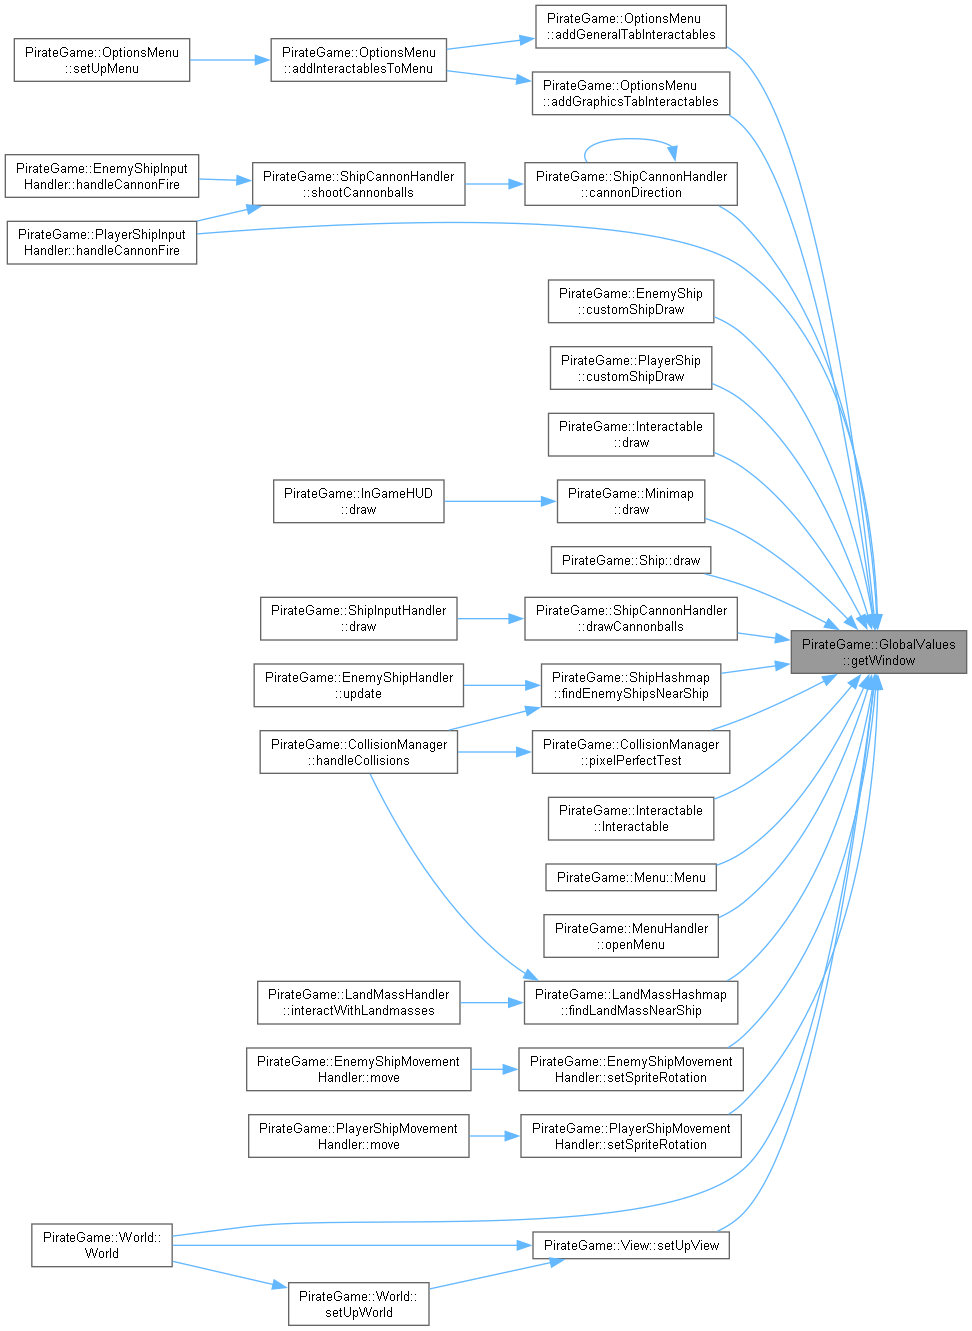 PirateGame::OptionsMenu
::addGeneralTabInteractables
PirateGame::OptionsMenu
::setUpMenu
PirateGame::OptionsMenu
::addInteractablesToMenu
PirateGame::OptionsMenu
::addGraphicsTabInteractables
PirateGame::EnemyShipInput
Handler::handleCannonFire
PirateGame::ShipCannonHandler
::shootCannonballs
PirateGame::ShipCannonHandler
::cannonDirection
PirateGame::PlayerShipInput
Handler::handleCannonFire
PirateGame::EnemyShip
::customShipDraw
PirateGame::PlayerShip
::customShipDraw
PirateGame::Interactable
::draw
PirateGame::InGameHUD
::draw
PirateGame::Minimap
::draw
PirateGame::Ship::draw
PirateGame::ShipInputHandler
::draw
PirateGame::ShipCannonHandler
::drawCannonballs
PirateGame::GlobalValues
::getWindow
PirateGame::EnemyShipHandler
::update
PirateGame::ShipHashmap
::findEnemyShipsNearShip
PirateGame::CollisionManager
::handleCollisions
PirateGame::CollisionManager
::pixelPerfectTest
PirateGame::Interactable
::Interactable
PirateGame::Menu::Menu
PirateGame::MenuHandler
::openMenu
PirateGame::LandMassHandler
::interactWithLandmasses
PirateGame::LandMassHashmap
::findLandMassNearShip
PirateGame::EnemyShipMovement
Handler::move
PirateGame::EnemyShipMovement
Handler::setSpriteRotation
PirateGame::PlayerShipMovement
Handler::move
PirateGame::PlayerShipMovement
Handler::setSpriteRotation
PirateGame::World::
World
PirateGame::View::setUpView
PirateGame::World::
setUpWorld